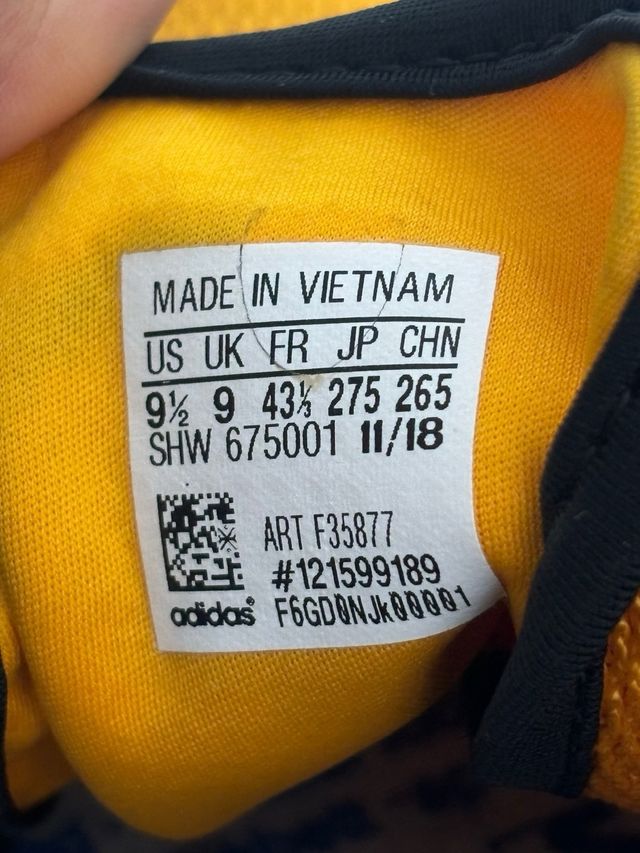 MADE IN VIETNAM
US UK FR JP CHN
9½ 9 43⅓ 275 265
SHW 675001 11/18
ART F35877
#121599189
adidas® F6GD0NJk00001